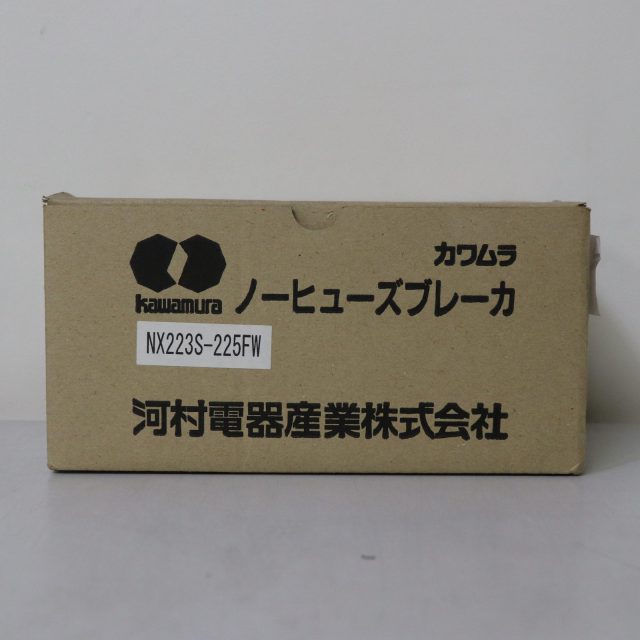 カワムラ
kawamura ノーヒューズブレーカ
NX223S-225FW
河村電器産業株式会社